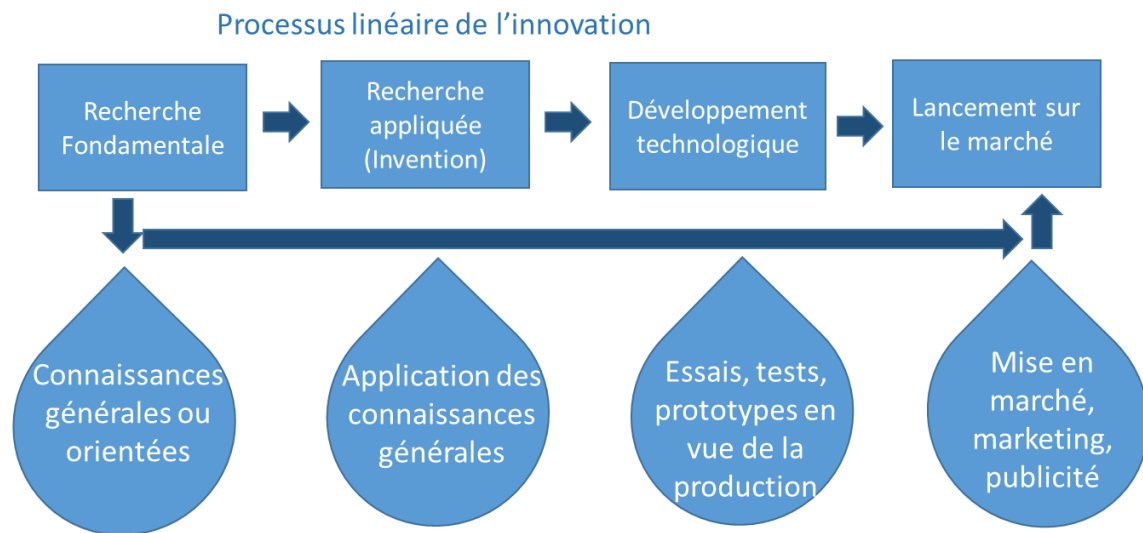 Processus linéaire de l'innovation
Recherche
Fondamentale
Recherche
appliquée
(Invention)
Développement
technologique
Lancement sur
le marché
Connaissances
générales ou
orientées
Application des
connaissances
générales
Essais, tests,
prototypes en
vue de la
production
Mise en
marché,
marketing,
publicité